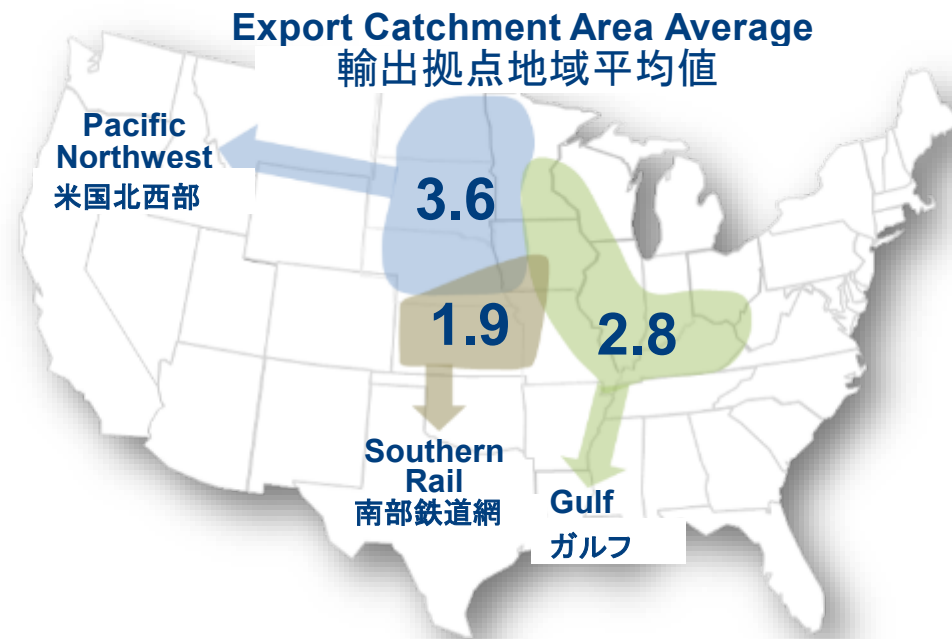 Export Catchment Area Average
輸出拠点地域平均値
Pacific
Northwest
米国北西部
3.6
1.9
2.8
Southern
Rail
南部鉄道網
Gulf
ガルフ